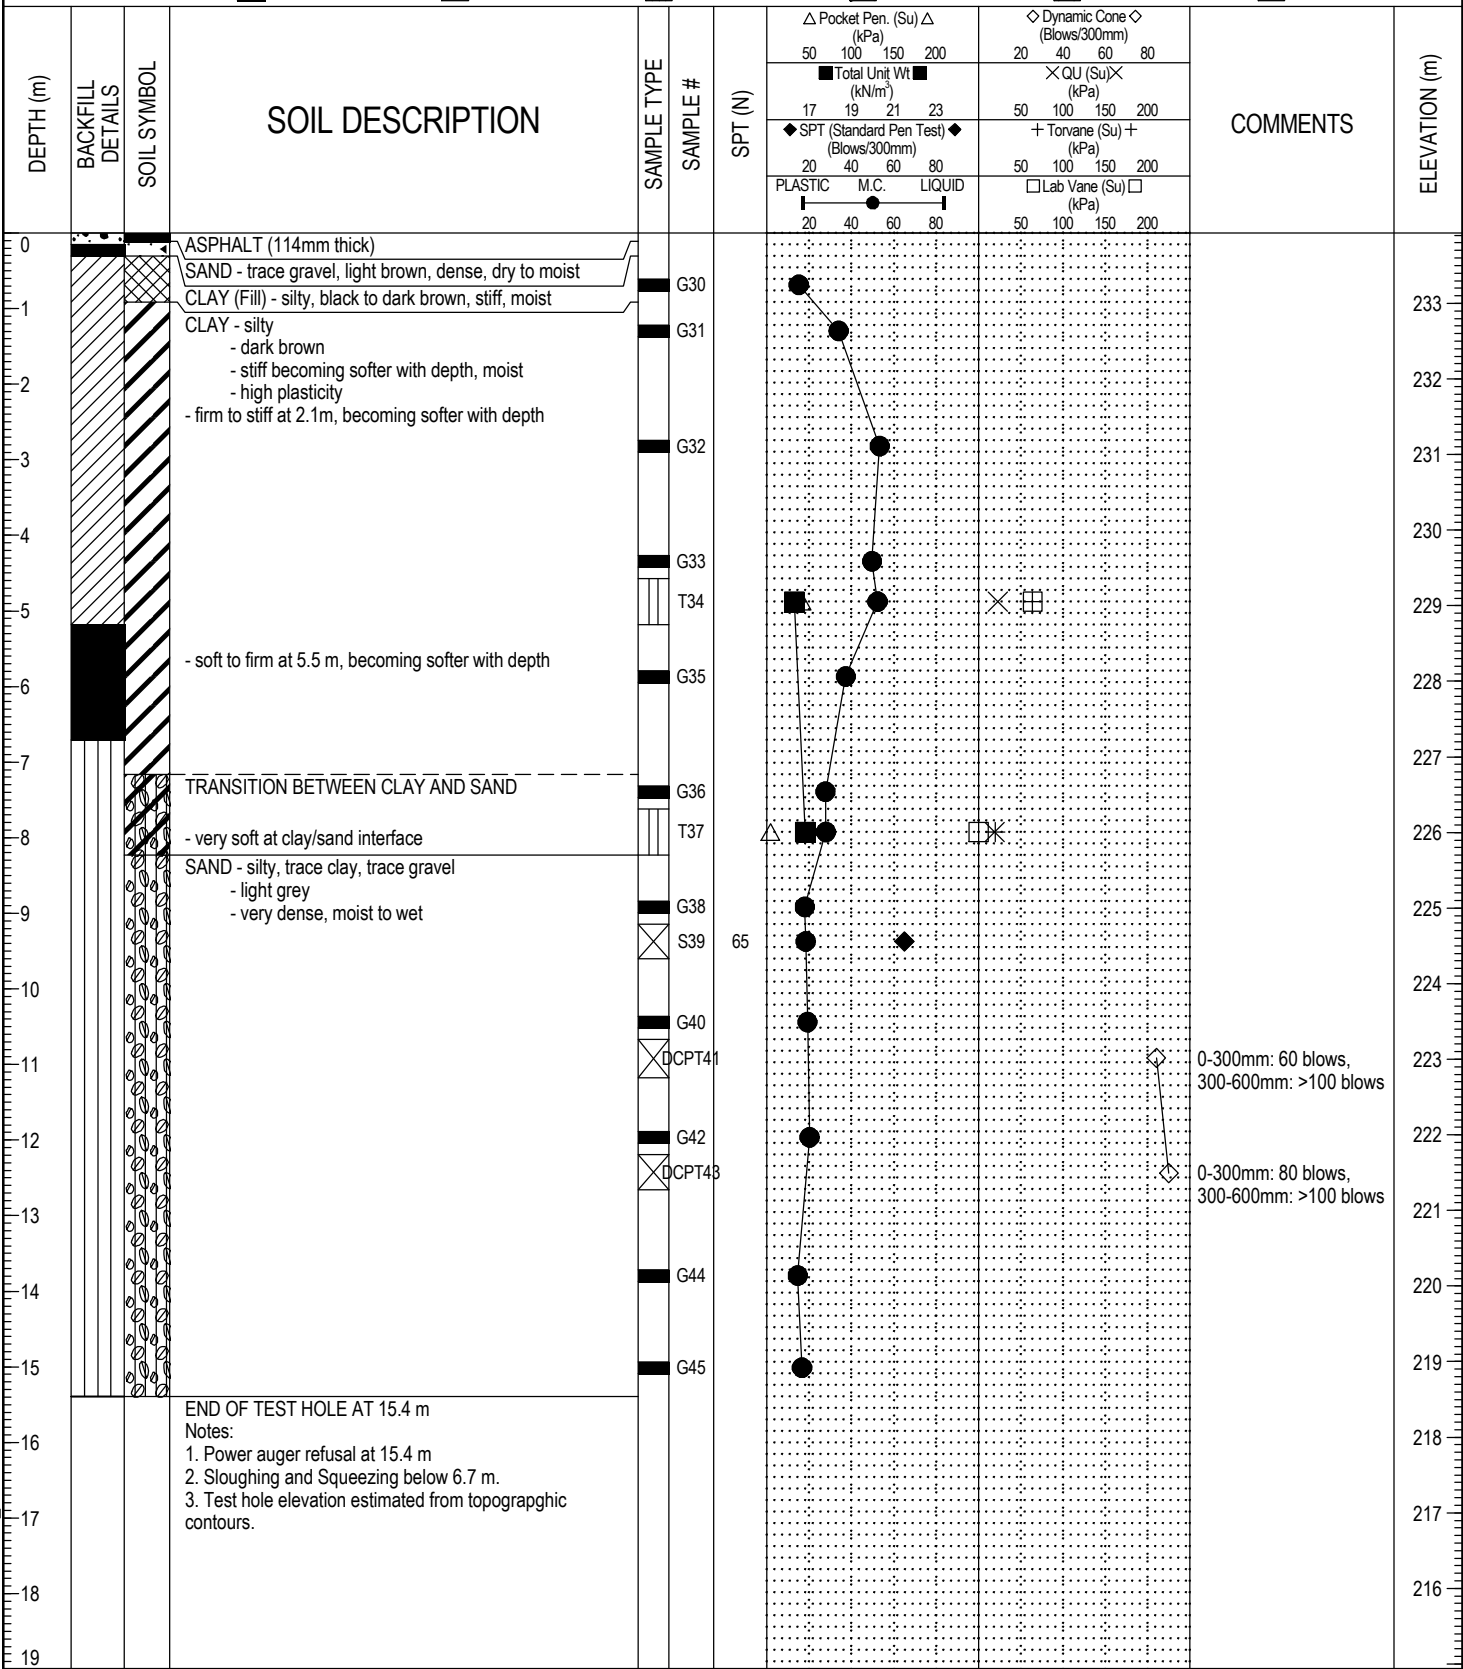 DEPTH (m)
BACKFILL
DETAILS
SOIL SYMBOL
SOIL DESCRIPTION
SAMPLE TYPE
SAMPLE #
SPT (N)
△ Pocket Pen. (Su) △
(kPa)
50 100 150 200
■ Total Unit Wt ■
(kN/m³)
17 19 21 23
◆ SPT (Standard Pen Test) ◆
(Blows/300mm)
20 40 60 80
PLASTIC M.C. LIQUID
20 40 60 80
◇ Dynamic Cone ◇
(Blows/300mm)
20 40 60 80
× QU (Su) ×
(kPa)
50 100 150 200
+ Torvane (Su) +
(kPa)
50 100 150 200
□ Lab Vane (Su) □
(kPa)
50 100 150 200
COMMENTS
ELEVATION (m)
0
ASPHALT (114mm thick)
SAND - trace gravel, light brown, dense, dry to moist
G30
CLAY (Fill) - silty, black to dark brown, stiff, moist
1
233
CLAY - silty
G31
- dark brown
- stiff becoming softer with depth, moist
2
232
- high plasticity
- firm to stiff at 2.1m, becoming softer with depth
G32
3
231
4
230
G33
T34
5
229
- soft to firm at 5.5 m, becoming softer with depth
G35
6
228
7
227
TRANSITION BETWEEN CLAY AND SAND
G36
- very soft at clay/sand interface
T37
8
226
SAND - silty, trace clay, trace gravel
- light grey
G38
- very dense, moist to wet
9
225
S39
65
10
224
G40
DCPT41
0-300mm: 60 blows,
300-600mm: >100 blows
11
223
G42
12
222
DCPT43
0-300mm: 80 blows,
300-600mm: >100 blows
13
221
G44
14
220
G45
15
219
END OF TEST HOLE AT 15.4 m
Notes:
16
218
1. Power auger refusal at 15.4 m
2. Sloughing and Squeezing below 6.7 m.
3. Test hole elevation estimated from topograpghic
contours.
17
217
18
216
19